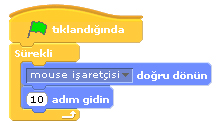 tıklandığında
Sürekli
mouse işaretçisi doğru dönün
10 adım gidin